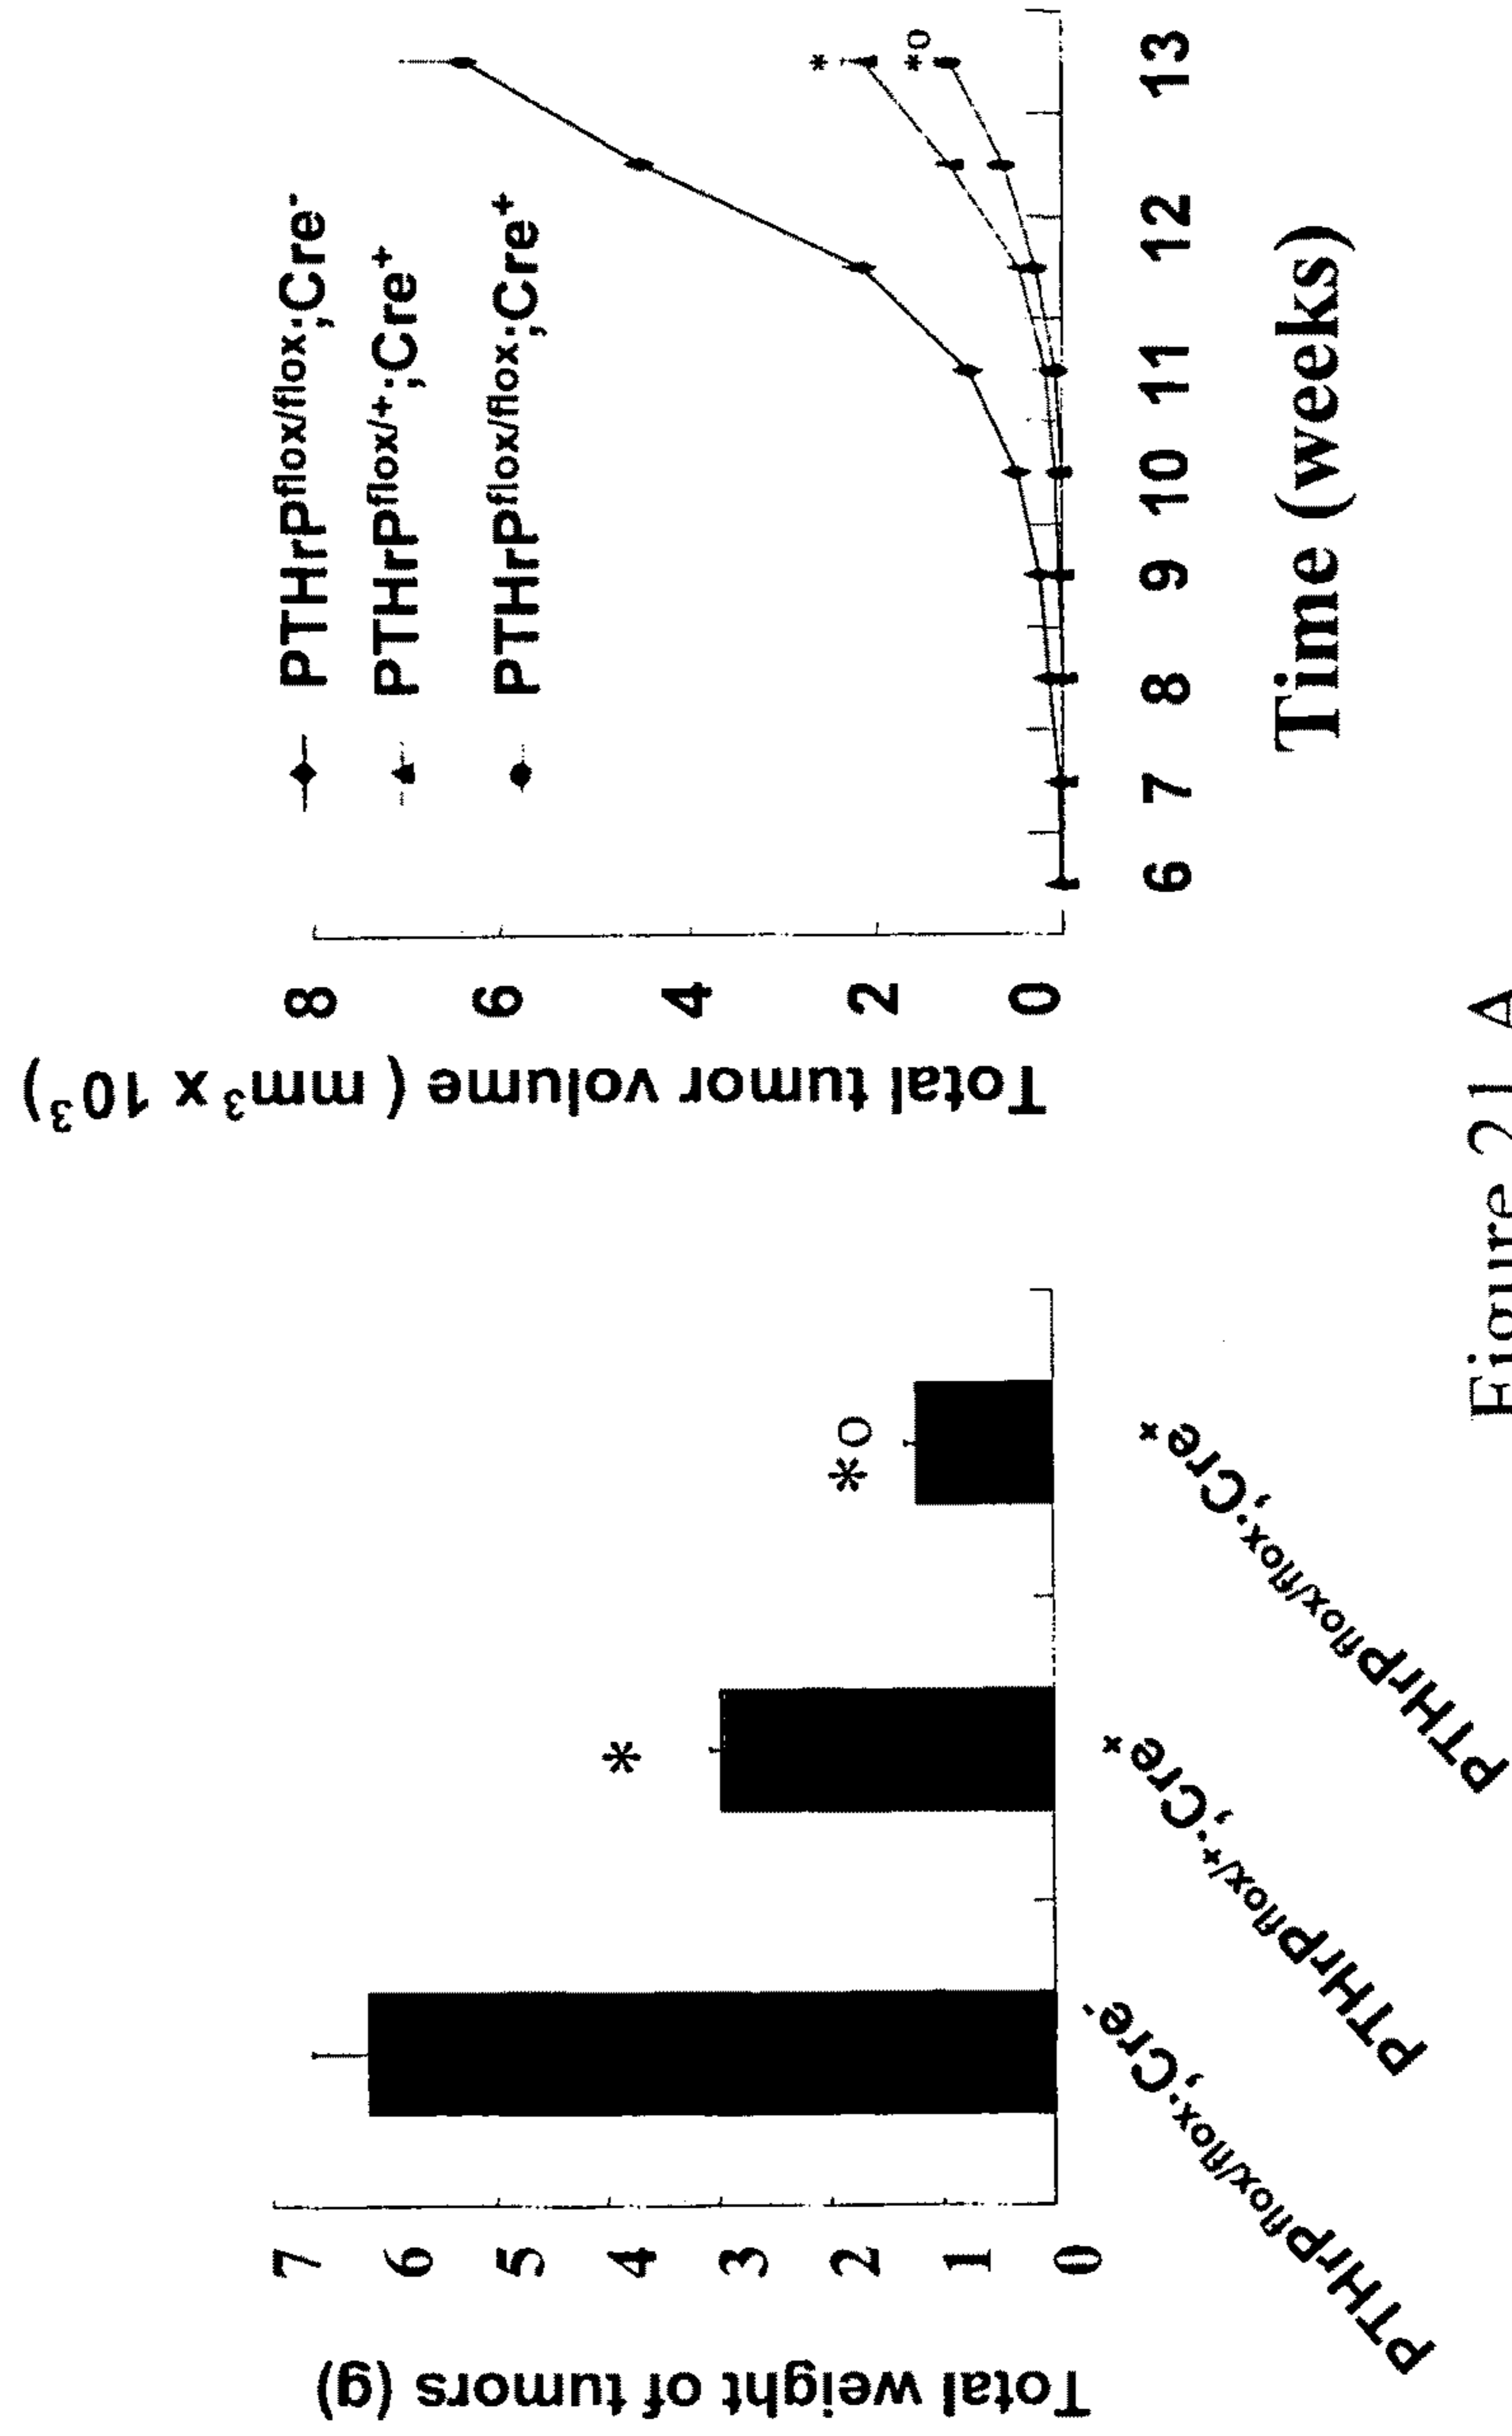 Total weight of tumors (g)
7
6
5
4
3
2
1
0
*
*o
PTHrPflox/flox;Cre-
PTHrPflox/+;Cre+
PTHrPflox/flox;Cre+
Total tumor volume ( mm3 x 103)
8
6
4
2
0
PTHrPflox/flox;Cre-
PTHrPflox/+;Cre+
PTHrPflox/flox;Cre+
*
*o
6 7 8 9 10 11 12 13
Time (weeks)
Figure 21 A